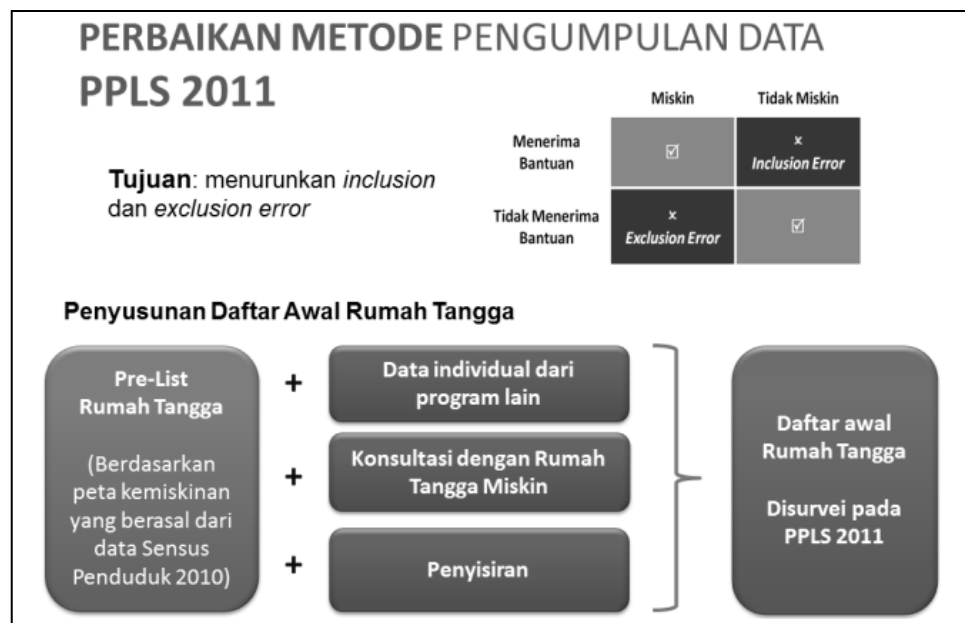 PERBAIKAN METODE PENGUMPULAN DATA
PPLS 2011
Tujuan: menurunkan inclusion
dan exclusion error
Miskin
Tidak Miskin
Menerima
Bantuan
☑
x
Inclusion Error
Tidak Menerima
Bantuan
x
Exclusion Error
☑
Penyusunan Daftar Awal Rumah Tangga
Pre-List
Rumah Tangga
(Berdasarkan
peta kemiskinan
yang berasal dari
data Sensus
Penduduk 2010)
+
Data individual dari
program lain
+
Konsultasi dengan Rumah
Tangga Miskin
+
Penyisiran
Daftar awal
Rumah Tangga
Disurvei pada
PPLS 2011